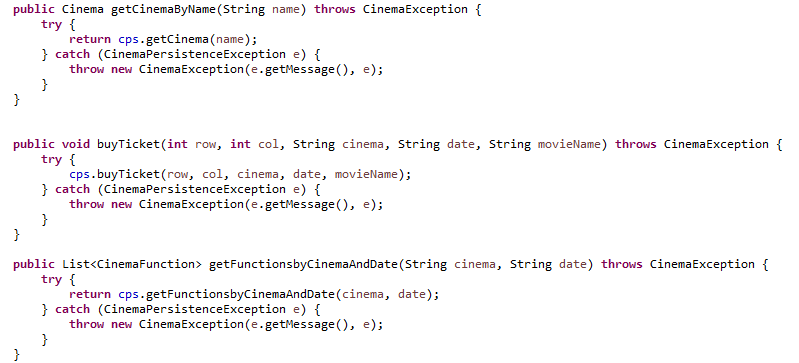 public Cinema getCinemaByName(String name) throws CinemaException {
    try {
        return cps.getCinema(name);
    } catch (CinemaPersistenceException e) {
        throw new CinemaException(e.getMessage(), e);
    }
}
public void buyTicket(int row, int col, String cinema, String date, String movieName) throws CinemaException {
    try {
        cps.buyTicket(row, col, cinema, date, movieName);
    } catch (CinemaPersistenceException e) {
        throw new CinemaException(e.getMessage(), e);
    }
}
public List<CinemaFunction> getFunctionsbyCinemaAndDate(String cinema, String date) throws CinemaException {
    try {
        return cps.getFunctionsbyCinemaAndDate(cinema, date);
    } catch (CinemaPersistenceException e) {
        throw new CinemaException(e.getMessage(), e);
    }
}